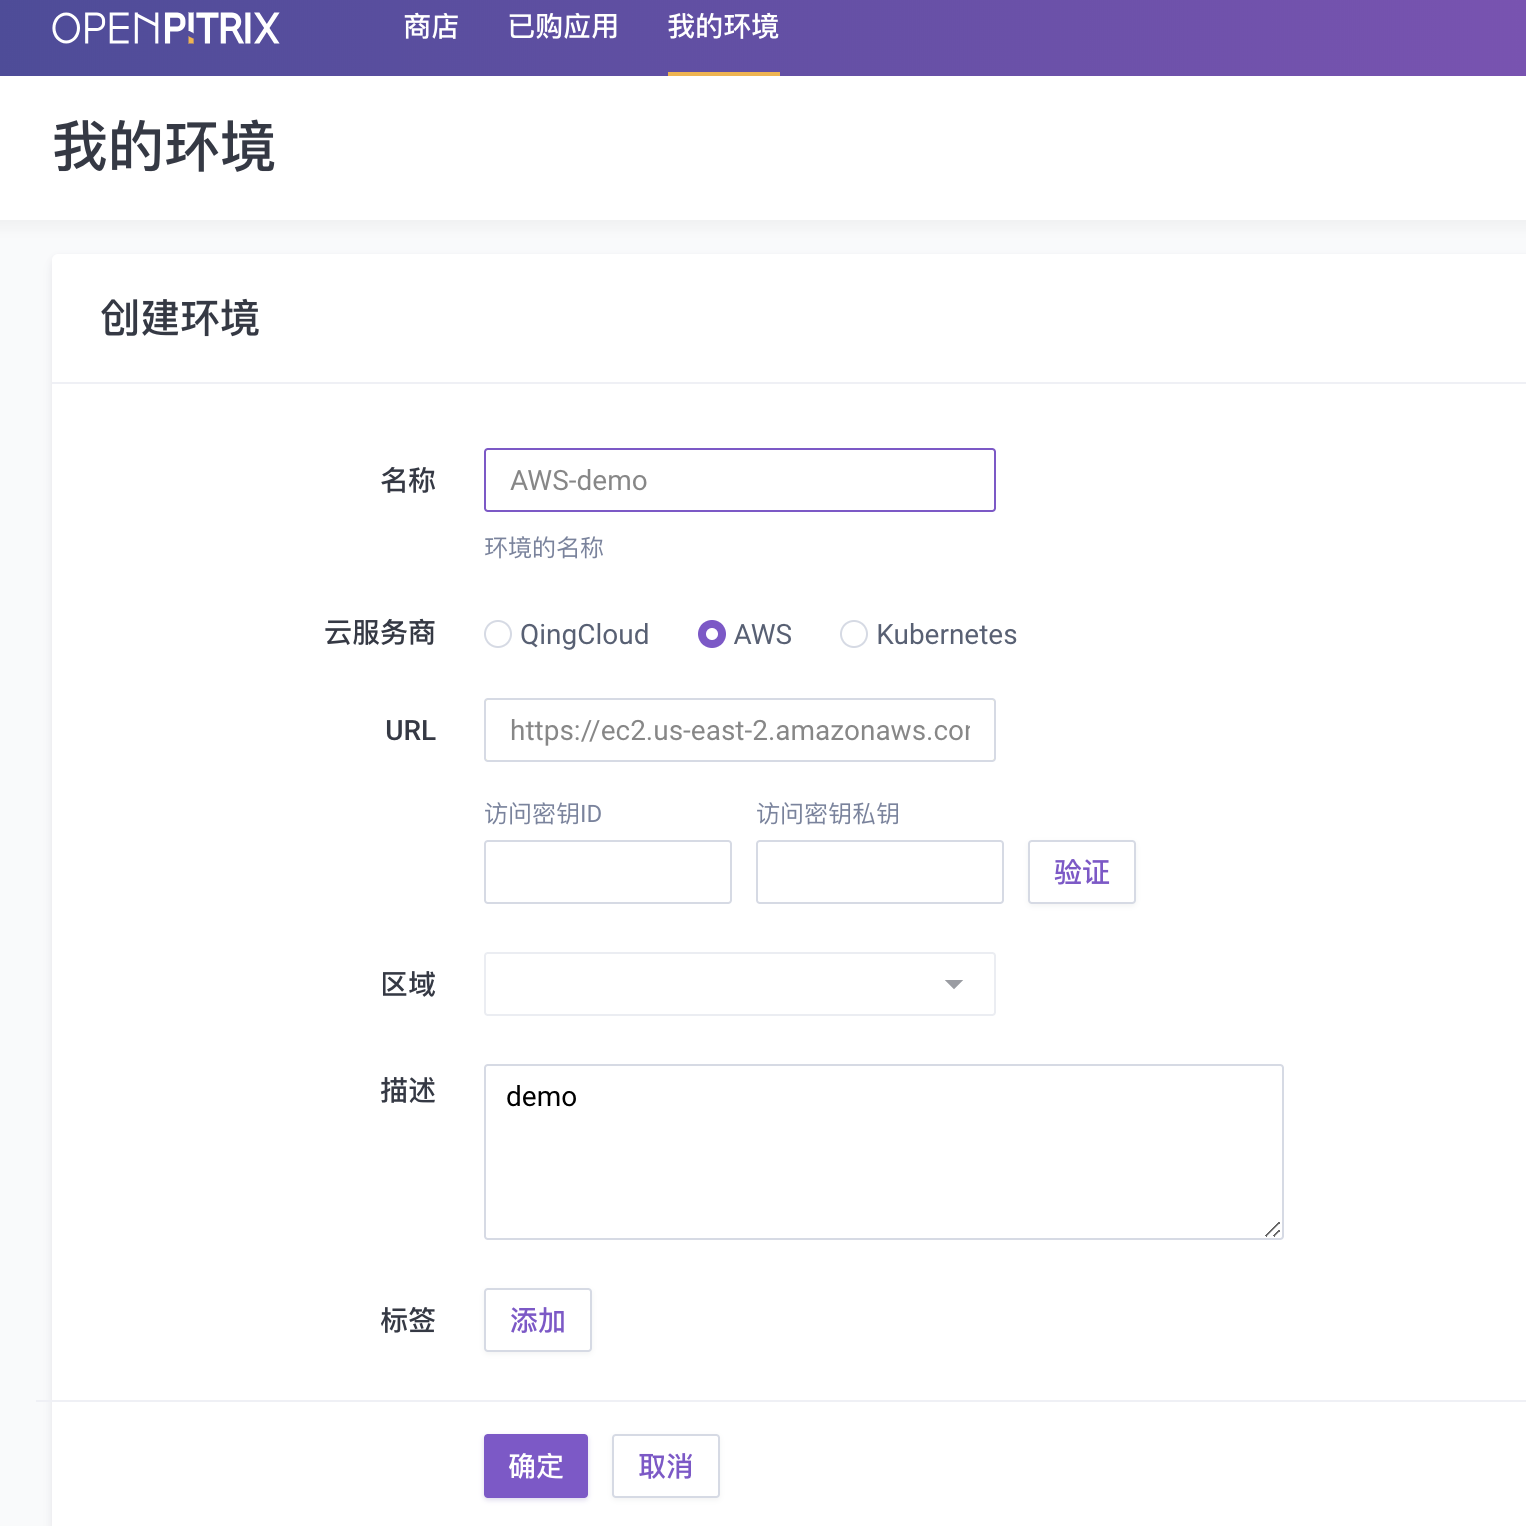 OPENPITRIX 商店 已购应用 我的环境
我的环境
创建环境
名称 AWS-demo
环境的名称
云服务商 QingCloud AWS Kubernetes
URL https://ec2.us-east-2.amazonaws.cor
访问密钥ID 访问密钥私钥
验证
区域
描述 demo
标签 添加
确定 取消